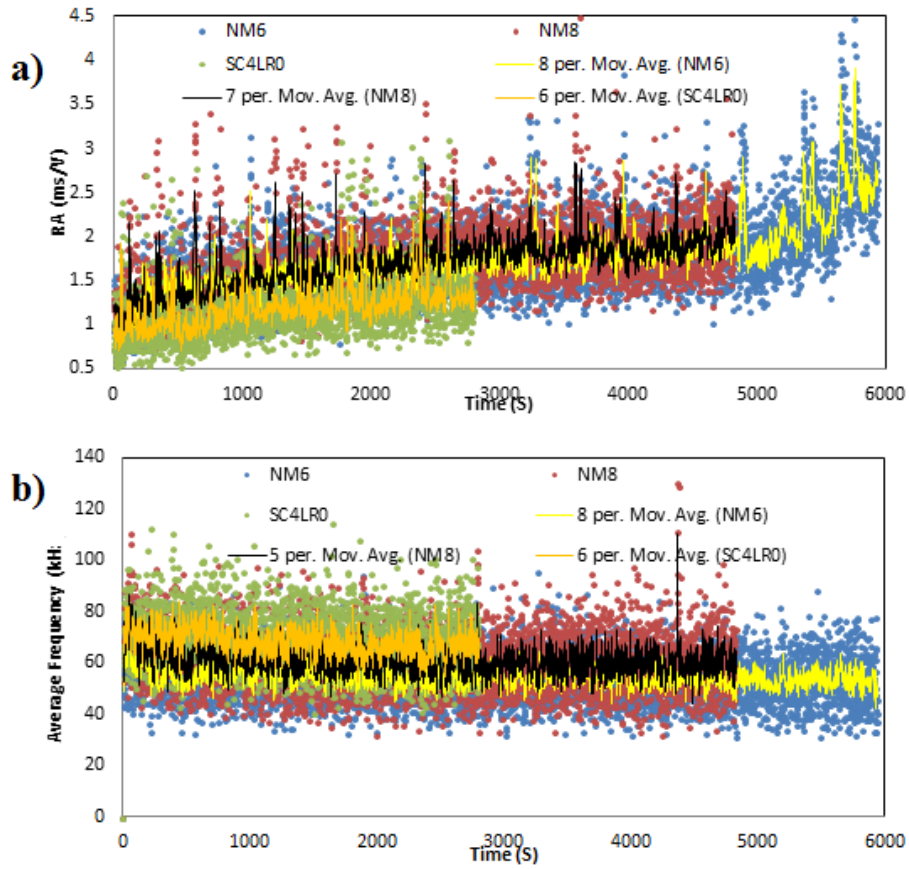 a)
4.5
4
3.5
3
2.5
2
1.5
1
0.5
RA (ms/V)
NM6
NM8
SC4LR0
8 per. Mov. Avg. (NM6)
7 per. Mov. Avg. (NM8)
6 per. Mov. Avg. (SC4LR0)
0 1000 2000 3000 4000 5000 6000
Time (S)
b)
140
120
100
80
60
40
20
0
Average Frequency (kH:
NM6
NM8
SC4LR0
8 per. Mov. Avg. (NM6)
5 per. Mov. Avg. (NM8)
6 per. Mov. Avg. (SC4LR0)
0 1000 2000 3000 4000 5000 6000
Time (S)